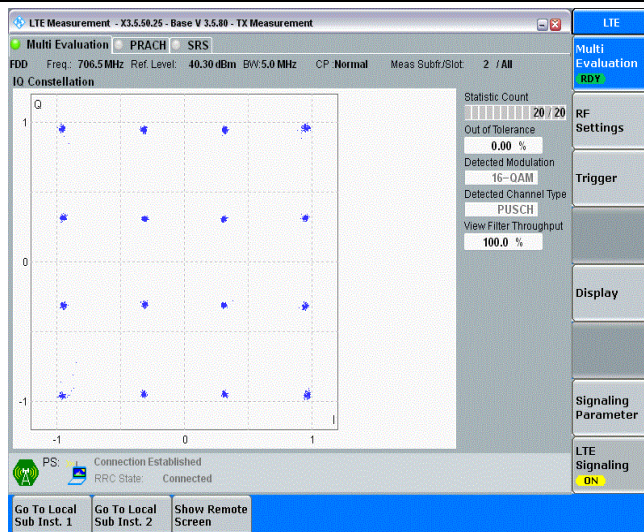 LTE Measurement - X3.5.50.25 - Base V 3.5.80 - TX Measurement
LTE
Multi Evaluation PRACH SRS
FDD Freq.: 706.5 MHz Ref. Level: 40.30 dBm BW: 5.0 MHz CP :Normal Meas Subfr./Slot: 2 / All
IQ Constellation
Q
1
0
-1
-1 0 1
I
Statistic Count
20 / 20
Out of Tolerance
0.00 %
Detected Modulation
16-QAM
Detected Channel Type
PUSCH
View Filter Throughput
100.0 %
Multi
Evaluation
RDY
RF
Settings
Trigger
Display
Signaling
Parameter
LTE
Signaling
ON
PS: Connection Established
RRC State: Connected
Go To Local
Sub Inst. 1
Go To Local
Sub Inst. 2
Show Remote
Screen